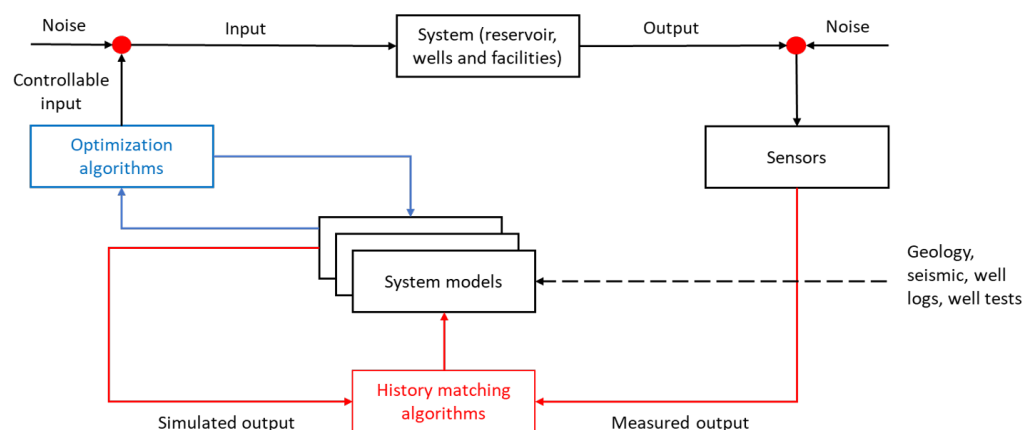 Noise
Input
System (reservoir,
wells and facilities)
Output
Noise
Controllable
input
Optimization
algorithms
Sensors
System models
Geology,
seismic, well
logs, well tests
History matching
algorithms
Simulated output
Measured output